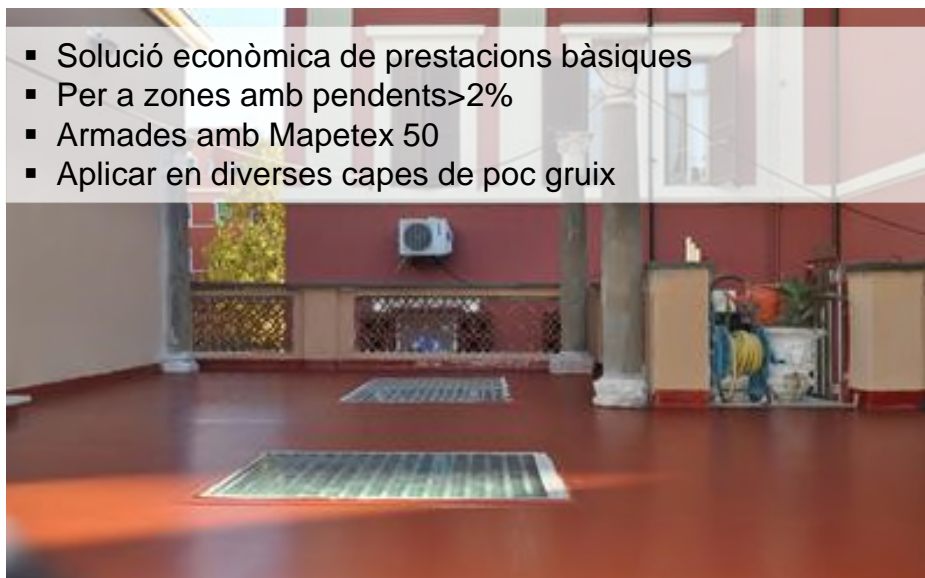 ▪ Solució econòmica de prestacions bàsiques
▪ Per a zones amb pendents>2%
▪ Armades amb Mapetex 50
▪ Aplicar en diverses capes de poc gruix